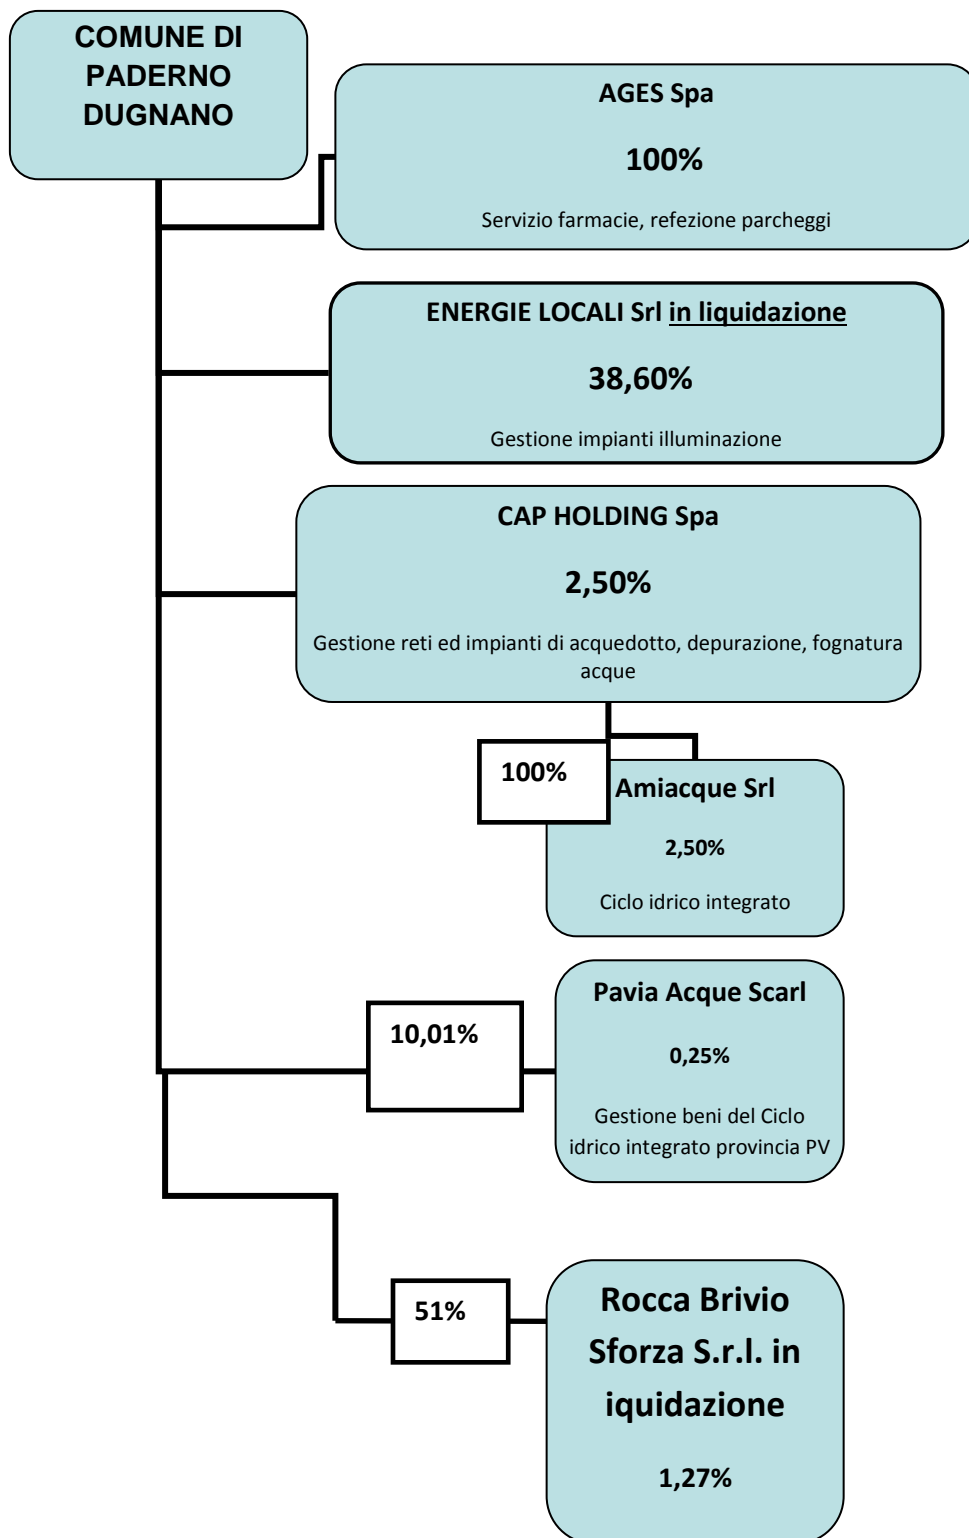 COMUNE DI
PADERNO
DUGNANO
AGES Spa
100%
Servizio farmacie, refezione parcheggi
ENERGIE LOCALI Srl in liquidazione
38,60%
Gestione impianti illuminazione
CAP HOLDING Spa
2,50%
Gestione reti ed impianti di acquedotto, depurazione, fognatura
acque
100%
Amiacque Srl
2,50%
Ciclo idrico integrato
10,01%
Pavia Acque Scarl
0,25%
Gestione beni del Ciclo
idrico integrato provincia PV
51%
Rocca Brivio
Sforza S.r.l. in
iquidazione
1,27%